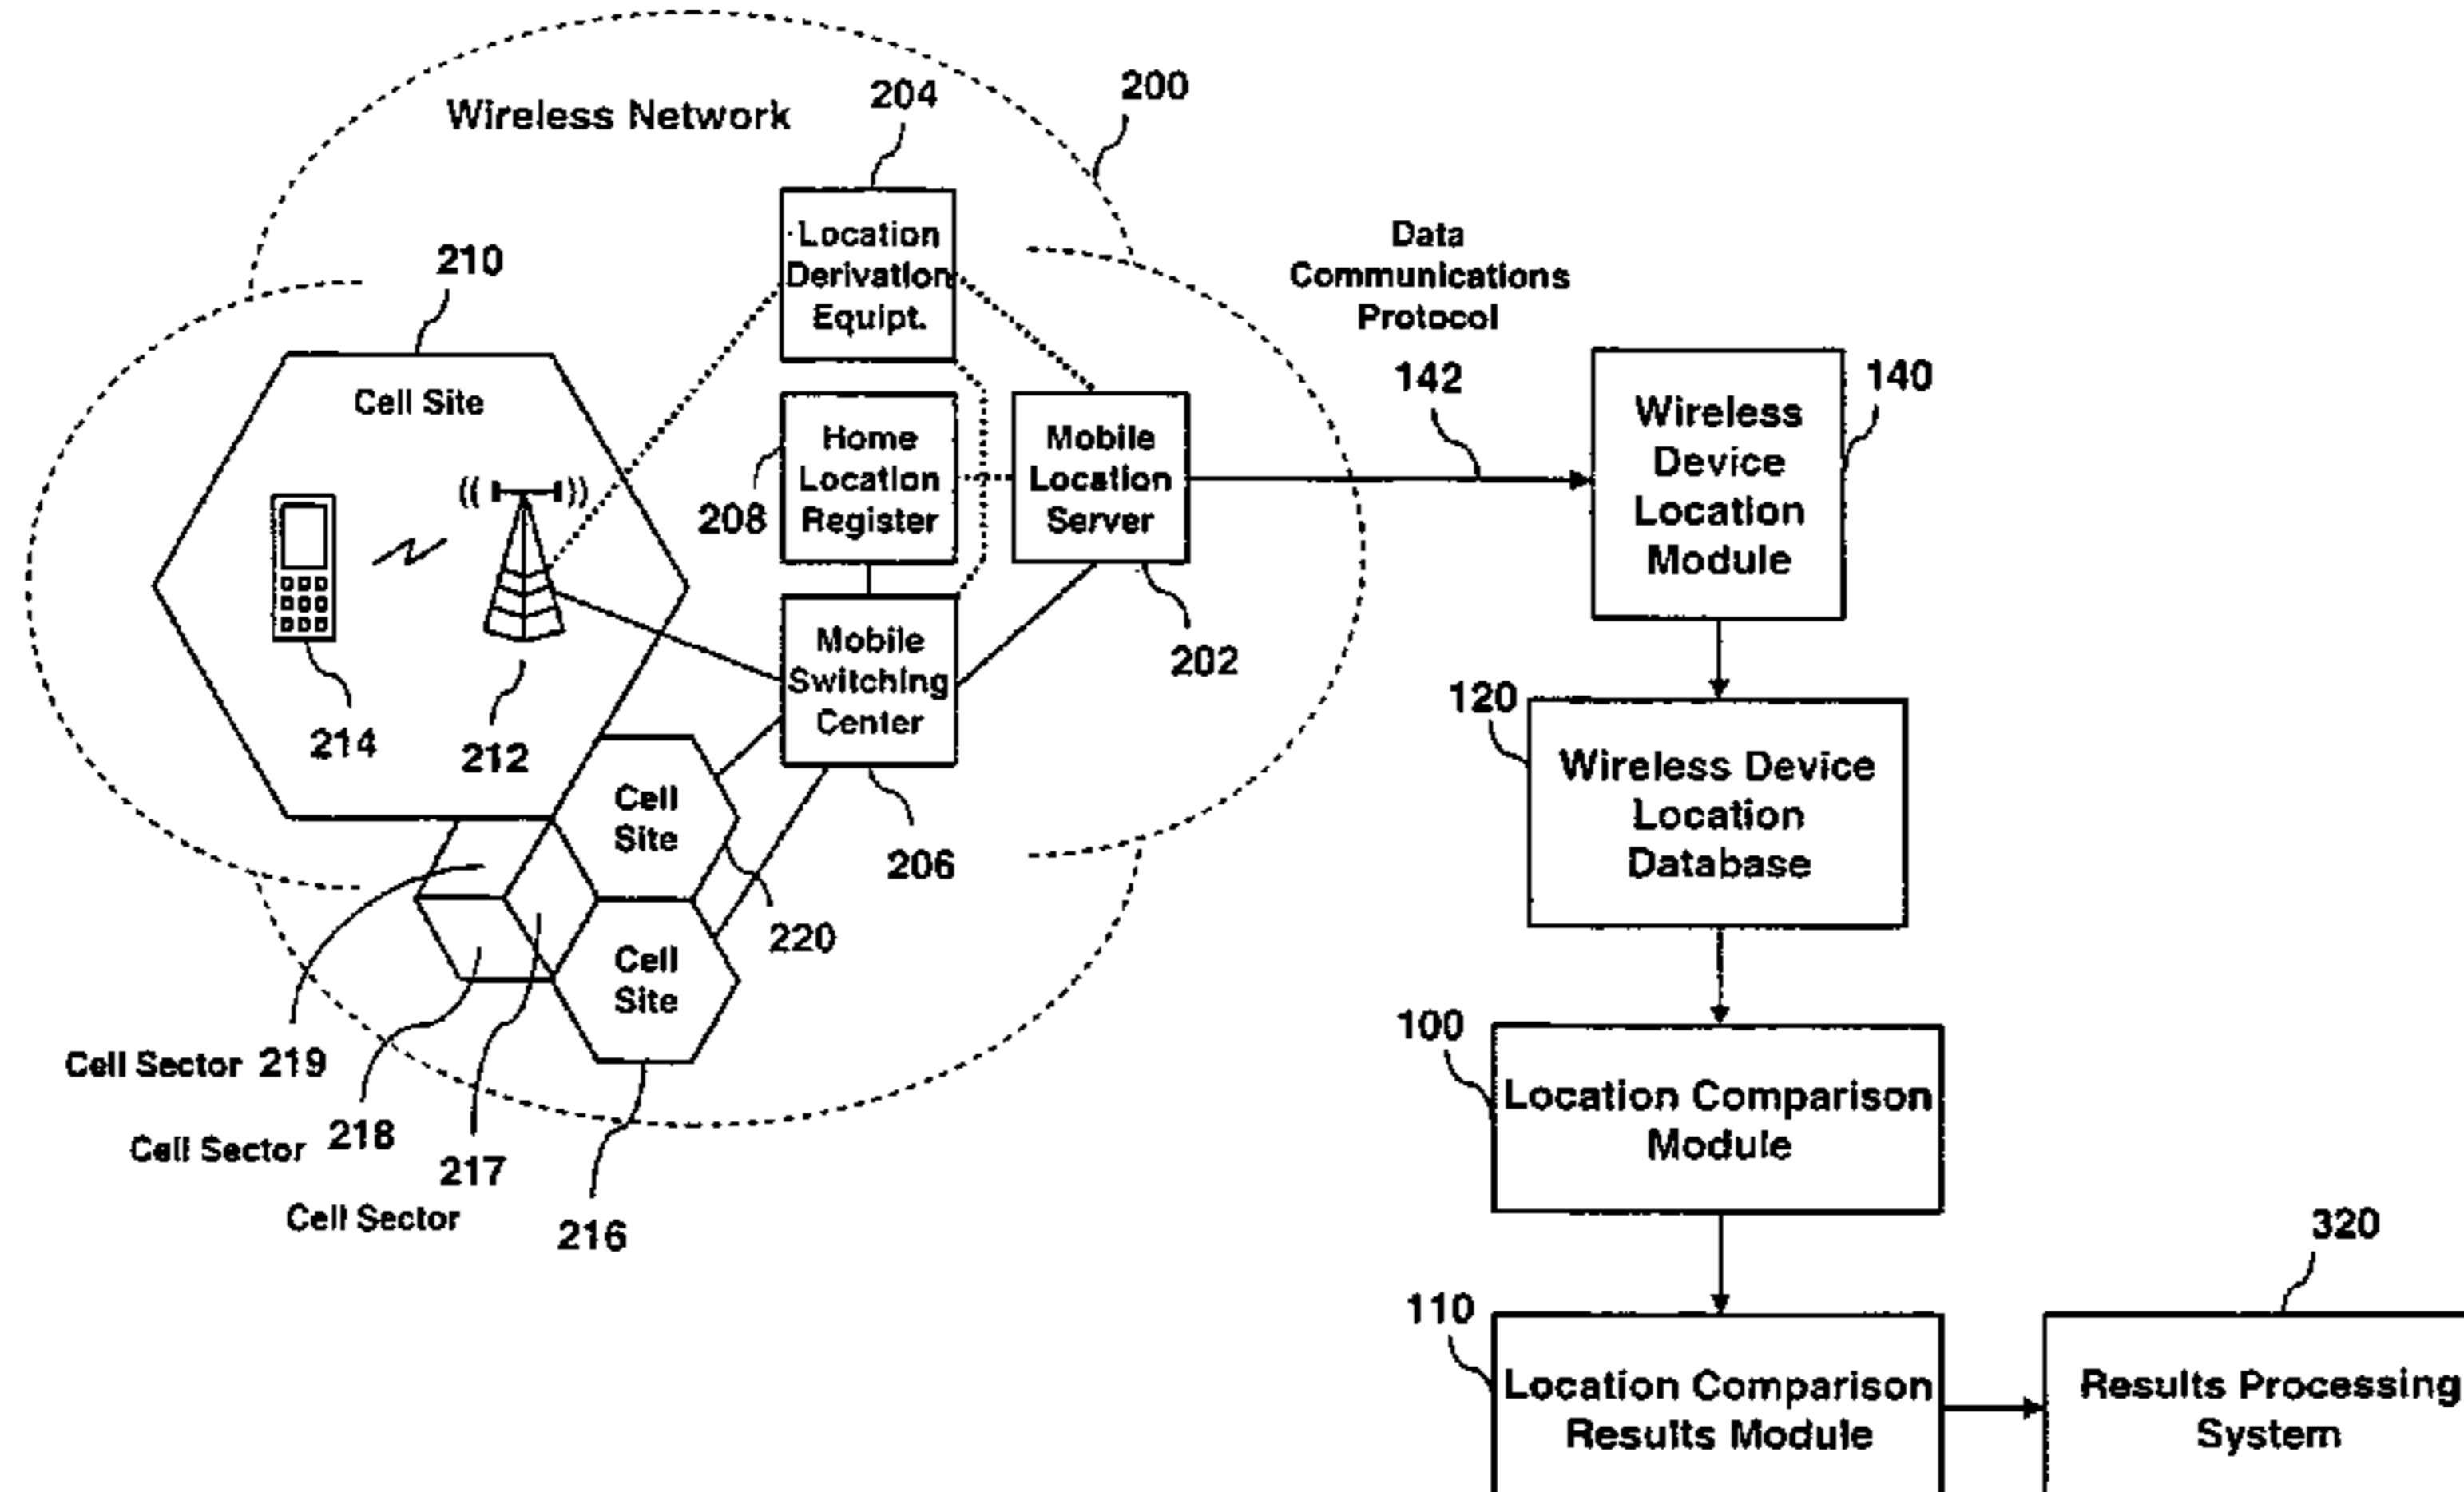 Wireless Network
204
200
Location
Derivation
Equipt.
Data
Communications
Protocol
210
142
140
Cell Site
Home
Location
Register
208
Mobile
Location
Server
Wireless
Device
Location
Module
((
))
Mobile
Switching
Center
202
214
212
120
Wireless Device
Location
Database
Cell
Site
206
220
Cell
Site
100
Location Comparison
Module
Cell Sector 219
Cell Sector 218
217
Cell Sector
216
320
110
Location Comparison
Results Module
Results Processing
System